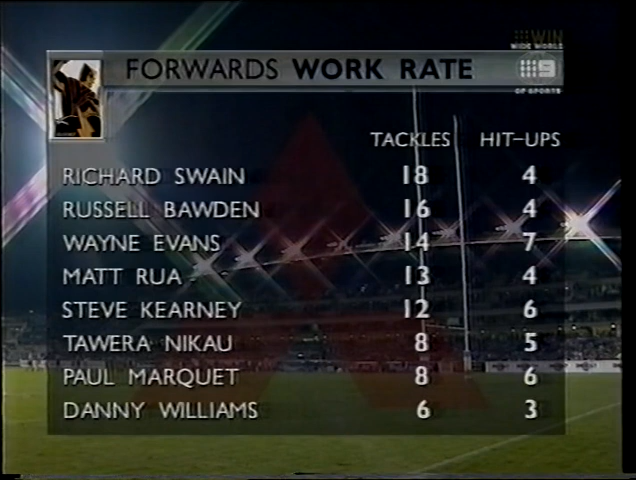 WIN
WIDE WORLD
9
OF SPORTS
FORWARDS WORK RATE
TACKLES HIT-UPS
RICHARD SWAIN 18 4
RUSSELL BAWDEN 16 4
WAYNE EVANS 14 7
MATT RUA 13 4
STEVE KEARNEY 12 6
TAWERA NIKAU 8 5
PAUL MARQUET 8 6
DANNY WILLIAMS 6 3